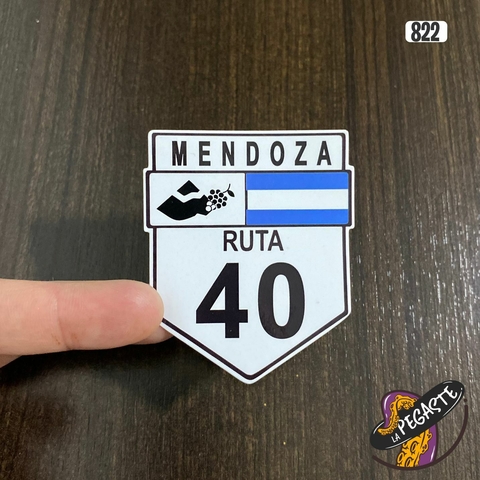 822
MENDOZA
RUTA
40
LA PEGASTE